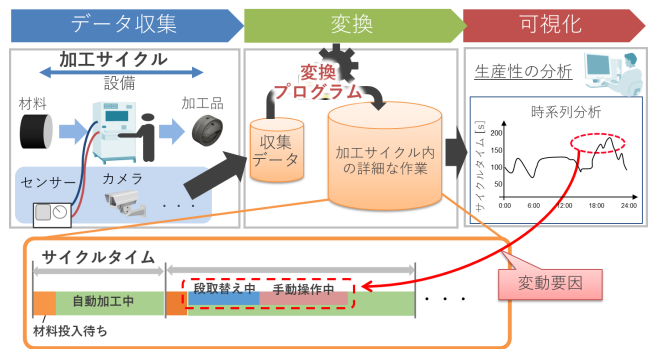 データ収集
変換
可視化
加工サイクル
設備
材料
加工品
センサー
カメラ
・・・
変換
プログラム
収集
データ
加工サイクル内
の詳細な作業
生産性の分析
時系列分析
サイクルタイム [s]
200
150
100
50
0
6:00
12:00
18:00
24:00
サイクルタイム
段取替え中
手動操作中
自動加工中
材料投入待ち
・・・
変動要因